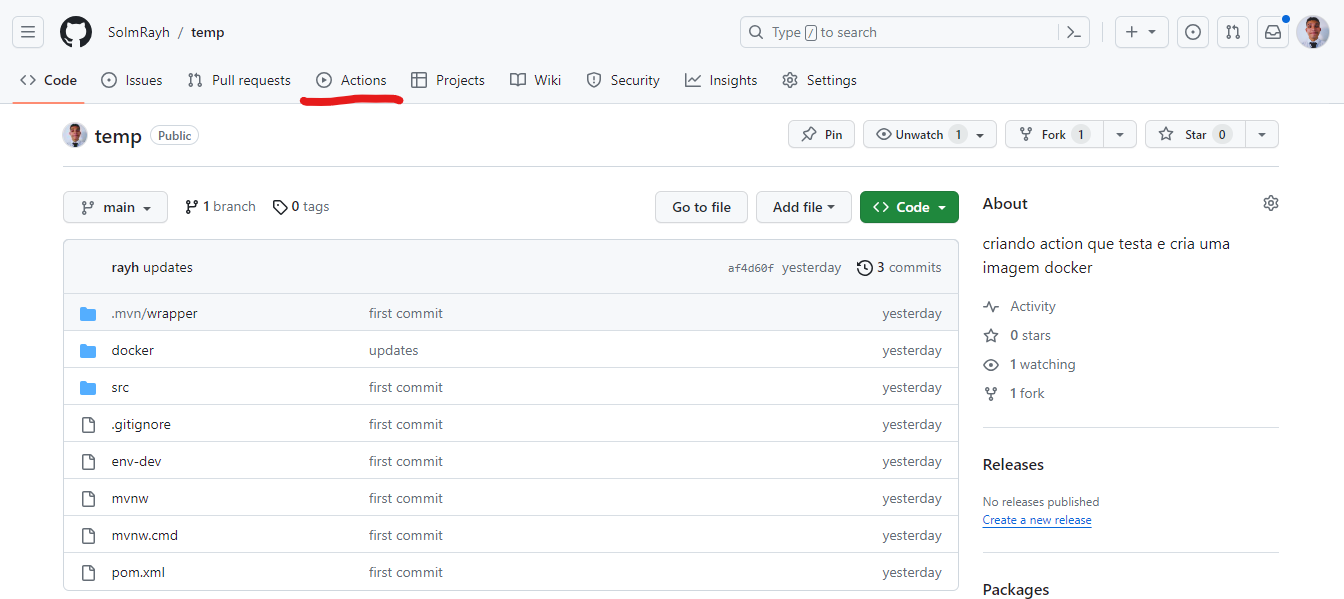 SolmRayh / temp
Type / to search
Code Issues Pull requests Actions Projects Wiki Security Insights Settings
temp Public
Pin Unwatch 1 Fork 1 Star 0
main 1 branch 0 tags Go to file Add file Code
rayh updates af4d60f yesterday 3 commits
.mvn/wrapper first commit yesterday
docker updates yesterday
src first commit yesterday
.gitignore first commit yesterday
env-dev first commit yesterday
mvnw first commit yesterday
mvnw.cmd first commit yesterday
pom.xml first commit yesterday
About
criando action que testa e cria uma
imagem docker
Activity
0 stars
1 watching
1 fork
Releases
No releases published
Create a new release
Packages